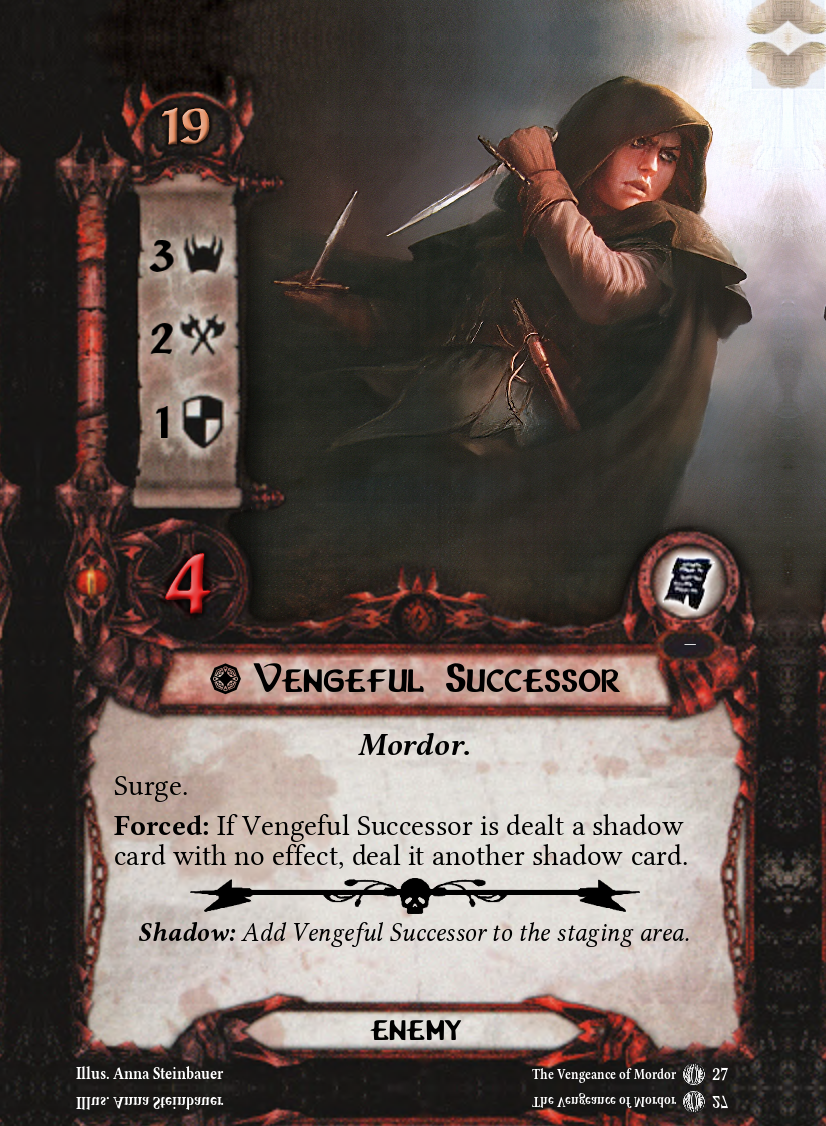 19
3
2
1
4
–
Vengeful Successor
Mordor.
Surge.
Forced: If Vengeful Successor is dealt a shadow
card with no effect, deal it another shadow card.
Shadow: Add Vengeful Successor to the staging area.
ENEMY
Illus. Anna Steinbauer
The Vengeance of Mordor 27
Illus. Anna Steinbauer
The Vengeance of Mordor 27